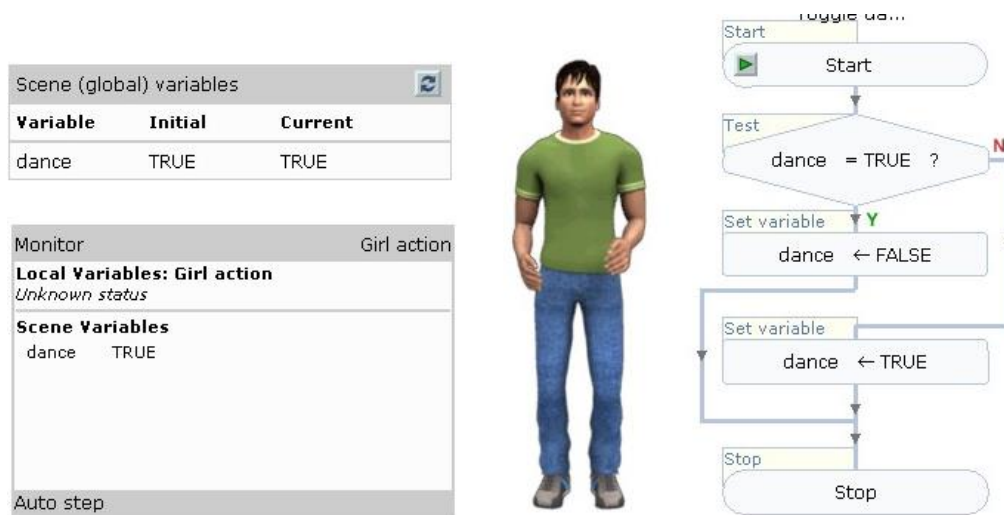 Scene (global) variables
Variable Initial Current
dance TRUE TRUE
Monitor Girl action
Local Variables: Girl action
Unknown status
Scene Variables
dance TRUE
Auto step
Toggle da...
Start
Start
Test
dance = TRUE ?
N
Y
Set variable
dance ← FALSE
Set variable
dance ← TRUE
Stop
Stop